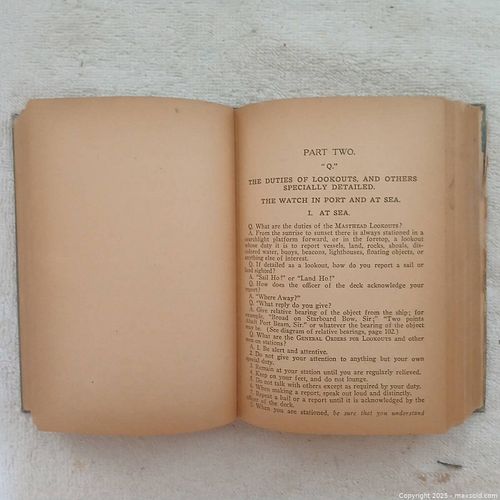 PART TWO.
"Q."
THE DUTIES OF LOOKOUTS, AND OTHERS
SPECIALLY DETAILED.
THE WATCH IN PORT AND AT SEA.
I. AT SEA.
Q. What are the duties of the MASTHEAD LOOKOUTS?
A. From the sunrise to sunset there is always stationed in a
searchlight platform forward, or in the foretop, a lookout
whose duty it is to report vessels, land, rocks, shoals, dis-
colored water, buoys, beacons, lighthouses, floating objects, or
anything else of interest.
Q. If detailed as a lookout, how do you report a sail or
land sighted?
A. "Sail Ho!" or "Land Ho!"
Q. How does the officer of the deck acknowledge your
report?
A. "Where Away?"
Q. "What reply do you give?
A. Give relative bearing of the object from the ship; for
example, "Broad on Starboard Bow, Sir;" "Two points
Abaft Port Beam, Sir." or whatever the bearing of the object
may be. (See diagram of relative bearings, page 102.)
Q. What are the GENERAL ORDERS FOR LOOKOUTS and other
men on stations?
A. 1. Be alert and attentive.
2. Do not give your attention to anything but your own
special duty.
3. Remain at your station until you are regularly relieved.
4. Keep on your feet, and do not lounge.
5. Do not talk with others except as required by your duty.
6. When making a report, speak out loud and distinctly.
7. Repeat a hail or a report until it is acknowledged by the
officer of the deck.
8. When you are stationed, be sure that you understand
Copyright 2025 - maxsold.com